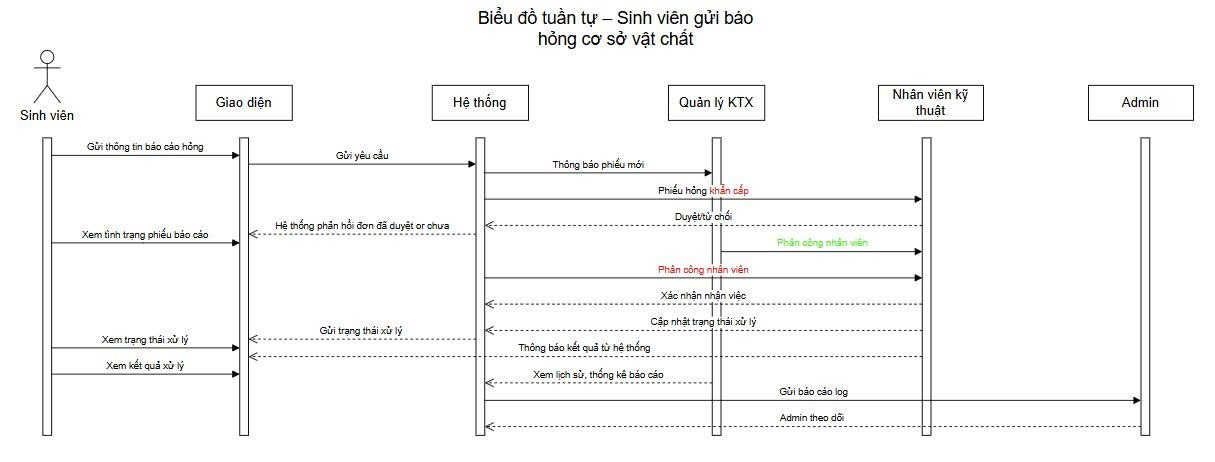 Biểu đồ tuần tự – Sinh viên gửi báo
hỏng cơ sở vật chất
Sinh viên
Giao diện
Hệ thống
Quản lý KTX
Nhân viên kỹ
thuật
Admin
Gửi thông tin báo cáo hỏng
Gửi yêu cầu
Thông báo phiếu mới
Phiếu hỏng khẩn cấp
Duyệt/từ chối
Hệ thống phản hồi đơn đã duyệt or chưa
Xem tình trạng phiếu báo cáo
Phân công nhân viên
Phân công nhân viên
Xác nhận nhận việc
Cập nhật trạng thái xử lý
Gửi trạng thái xử lý
Xem trạng thái xử lý
Thông báo kết quả từ hệ thống
Xem kết quả xử lý
Xem lịch sử, thống kê báo cáo
Gửi báo cáo log
Admin theo dõi